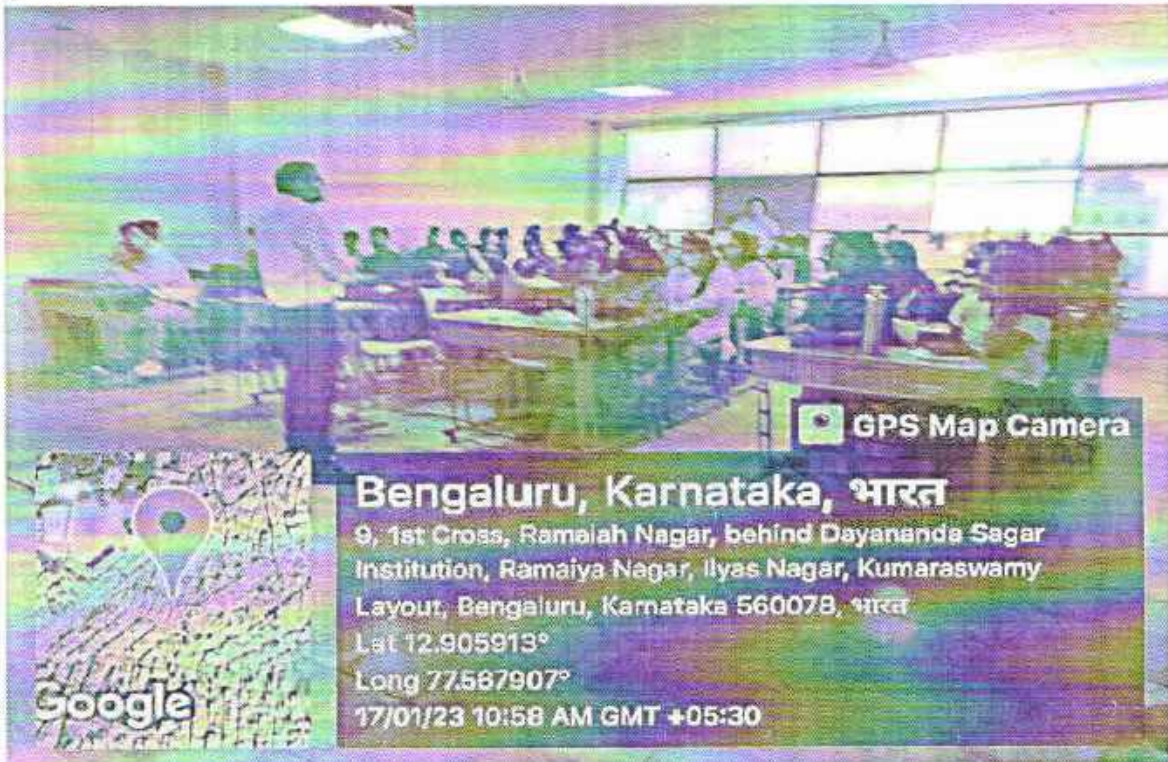 GPS Map Camera
Bengaluru, Karnataka, भारत
9, 1st Cross, Ramaiah Nagar, behind Dayananda Sagar
Institution, Ramaiya Nagar, Ilyas Nagar, Kumaraswamy
Layout, Bengaluru, Karnataka 560078, भारत
Lat 12.905913°
Long 77.567907°
17/01/23 10:58 AM GMT +05:30
Google